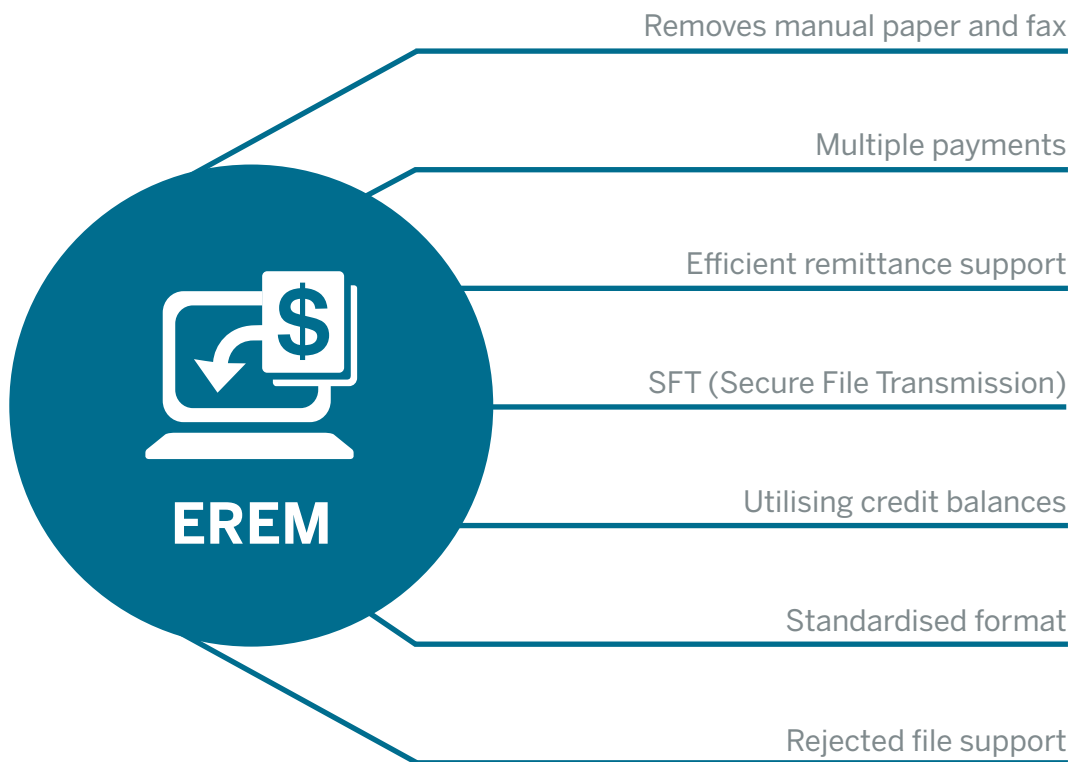 Removes manual paper and fax
Multiple payments
Efficient remittance support
$
SFT (Secure File Transmission)
Utilising credit balances
EREM
Standardised format
Rejected file support